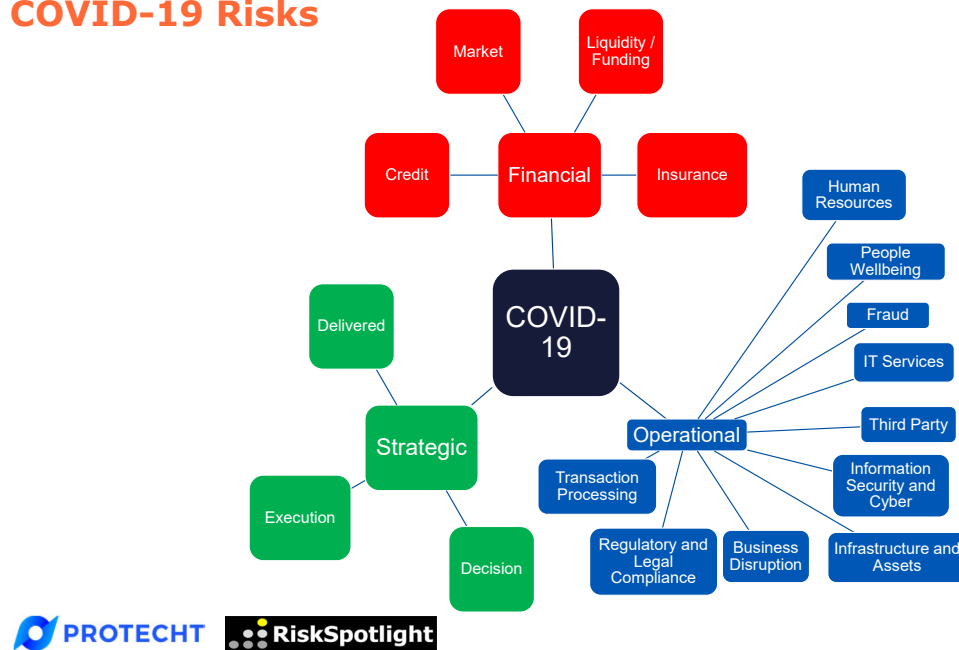 COVID-19 Risks
Market
Liquidity /
Funding
Credit
Financial
Insurance
Human
Resources
People
Wellbeing
Fraud
IT Services
Third Party
Information
Security and
Cyber
Infrastructure and
Assets
COVID-
19
Delivered
Strategic
Execution
Decision
Operational
Transaction
Processing
Regulatory and
Legal
Compliance
Business
Disruption
PROTECHT
RiskSpotlight